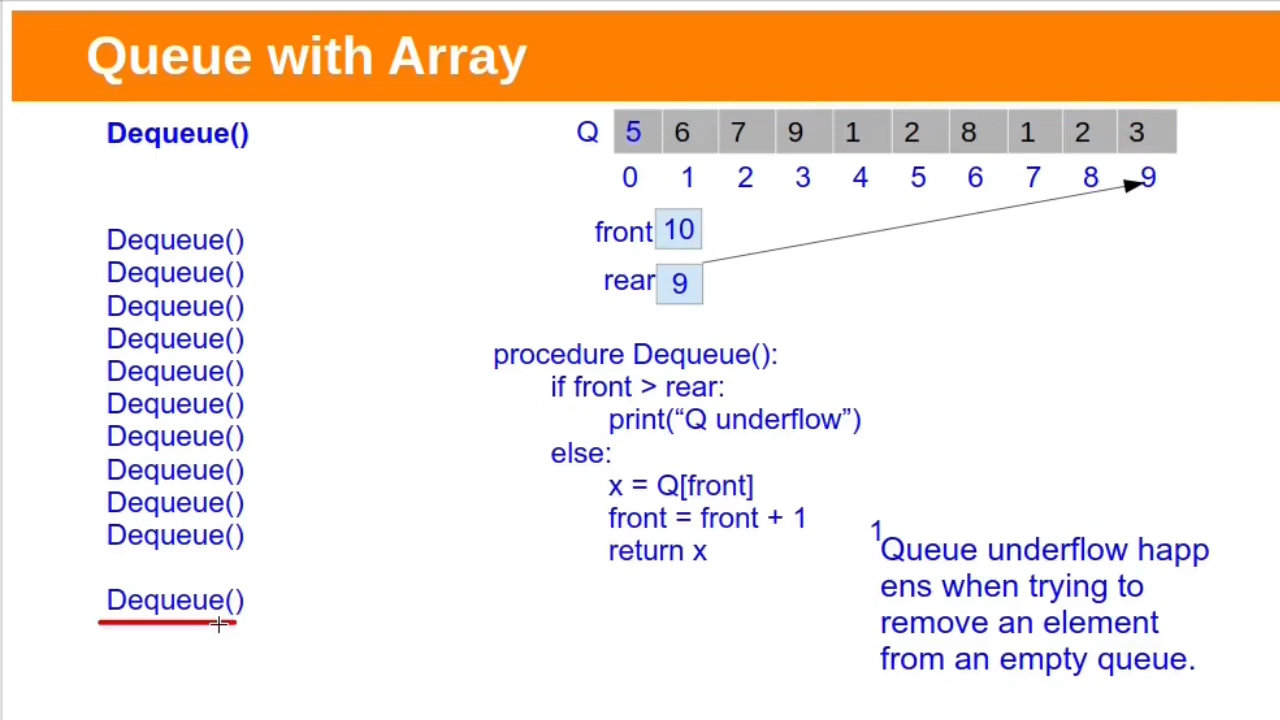 Queue with Array
Dequeue()
Q 5 6 7 9 1 2 8 1 2 3
0 1 2 3 4 5 6 7 8 9
front 10
rear 9
Dequeue()
Dequeue()
Dequeue()
Dequeue()
Dequeue()
Dequeue()
Dequeue()
Dequeue()
Dequeue()
Dequeue()
Dequeue()
procedure Dequeue():
if front > rear:
print(“Q underflow”)
else:
x = Q[front]
front = front + 1
return x
1
Queue underflow happ
ens when trying to
remove an element
from an empty queue.